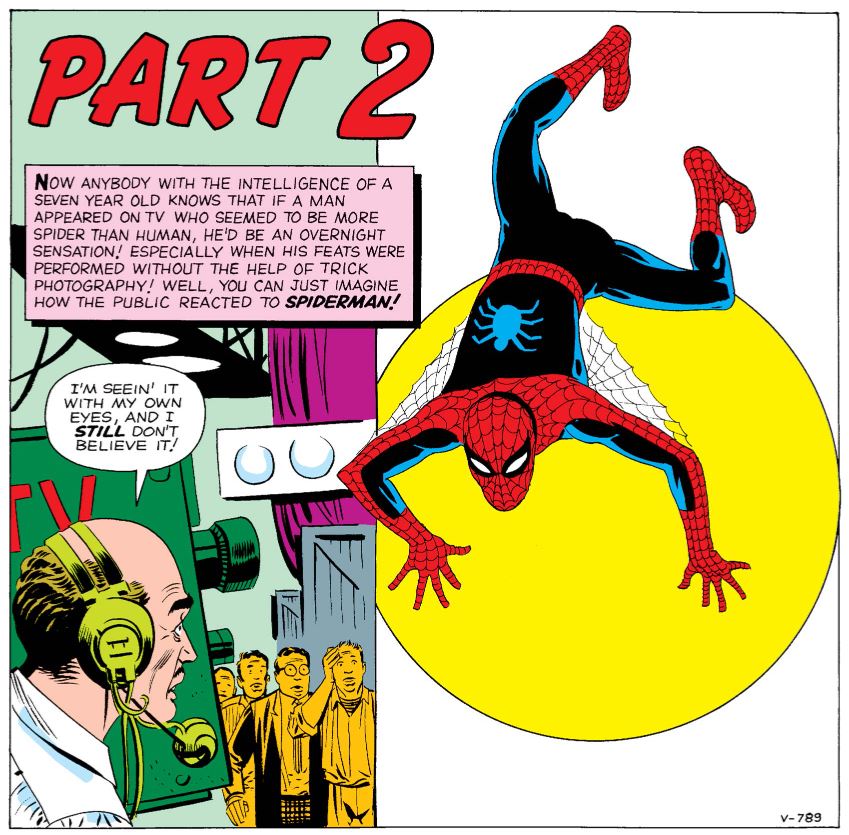 PART 2
NOW ANYBODY WITH THE INTELLIGENCE OF A
SEVEN YEAR OLD KNOWS THAT IF A MAN
APPEARED ON TV WHO SEEMED TO BE MORE
SPIDER THAN HUMAN, HE'D BE AN OVERNIGHT
SENSATION! ESPECIALLY WHEN HIS FEATS WERE
PERFORMED WITHOUT THE HELP OF TRICK
PHOTOGRAPHY! WELL, YOU CAN JUST IMAGINE
HOW THE PUBLIC REACTED TO SPIDERMAN!
I'M SEEIN' IT
WITH MY OWN
EYES, AND I
STILL DON'T
BELIEVE IT!
TV
V-789